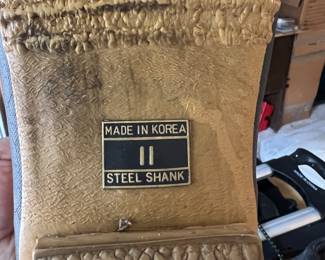 MADE IN KOREA
11
STEEL SHANK